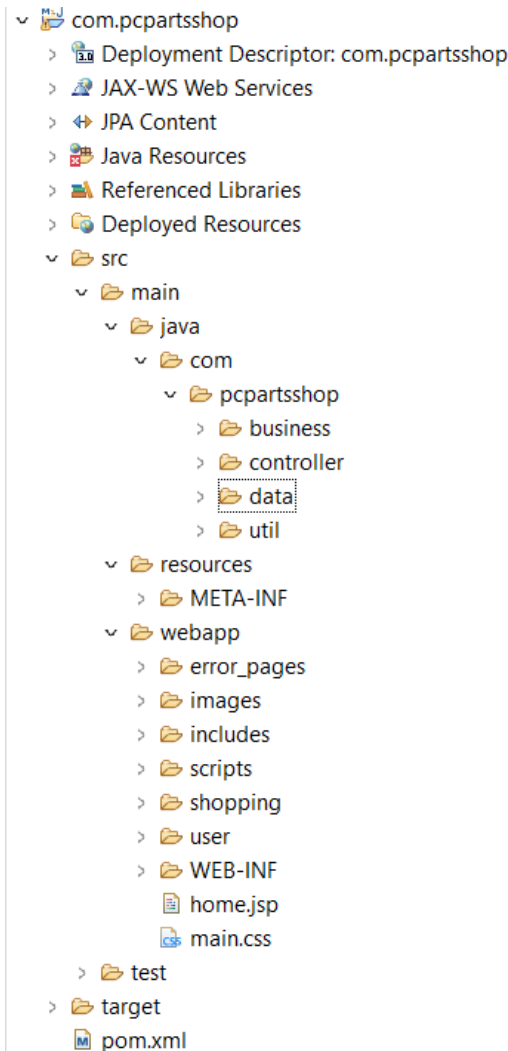 com.pcpartsshop
Deployment Descriptor: com.pcpartsshop
JAX-WS Web Services
JPA Content
Java Resources
Referenced Libraries
Deployed Resources
src
main
java
com
pcpartsshop
business
controller
data
util
resources
META-INF
webapp
error_pages
images
includes
scripts
shopping
user
WEB-INF
home.jsp
main.css
test
target
pom.xml